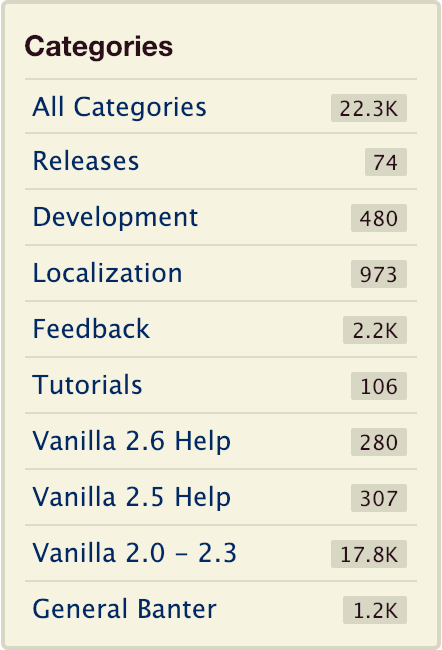 Categories
All Categories 22.3K
Releases 74
Development 480
Localization 973
Feedback 2.2K
Tutorials 106
Vanilla 2.6 Help 280
Vanilla 2.5 Help 307
Vanilla 2.0 – 2.3 17.8K
General Banter 1.2K